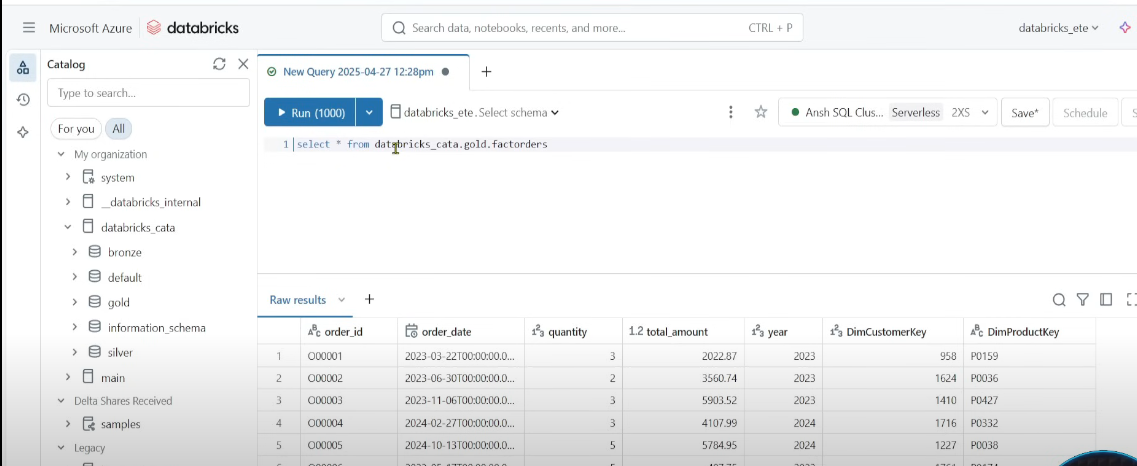 Microsoft Azure databricks Search data, notebooks, recents, and more... CTRL + P databricks_ete
Catalog
Type to search...
For you All
My organization
system
__databricks_internal
databricks_cata
bronze
default
gold
information_schema
silver
main
Delta Shares Received
samples
Legacy
New Query 2025-04-27 12:28pm
Run (1000) databricks_ete.Select schema Ansh SQL Clus... Serverless 2XS Save* Schedule S
1 select * from databricks_cata.gold.factorders
Raw results
order_id order_date quantity total_amount year DimCustomerKey DimProductKey
1 O00001 2023-03-22T00:00:00.0... 3 2022.87 2023 958 P0159
2 O00002 2023-06-30T00:00:00.0... 2 3560.74 2023 1624 P0036
3 O00003 2023-11-06T00:00:00.0... 3 5903.52 2023 1410 P0427
4 O00004 2024-02-27T00:00:00.0... 3 4107.99 2024 1716 P0332
5 O00005 2024-10-13T00:00:00.0... 5 5784.95 2024 1227 P0038